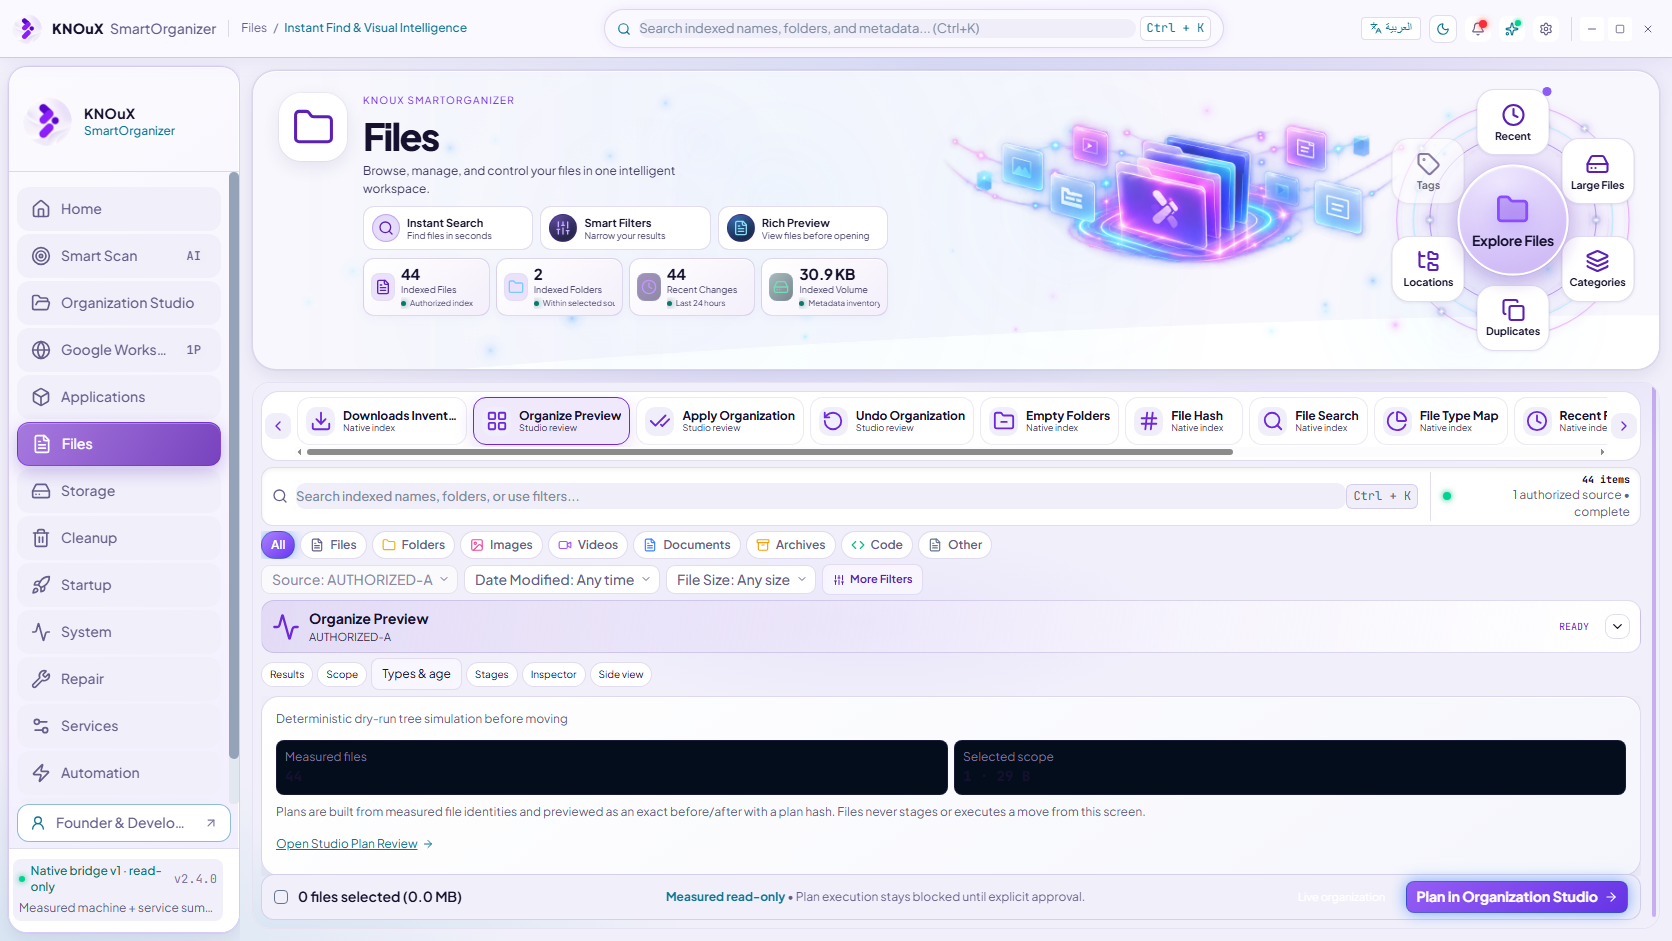 KNOuX SmartOrganizer
Files / Instant Find & Visual Intelligence
Search indexed names, folders, and metadata... (Ctrl+K)
Ctrl + K
العربية
KNOuX
SmartOrganizer
Home
Smart Scan AI
Organization Studio
Google Works... 1P
Applications
Files
Storage
Cleanup
Startup
System
Repair
Services
Automation
Founder & Develo...
Native bridge v1 · read-only
v2.4.0
Measured machine + service sum...
KNOUX SMARTORGANIZER
Files
Browse, manage, and control your files in one intelligent
workspace.
Instant Search
Find files in seconds
Smart Filters
Narrow your results
Rich Preview
View files before opening
44
Indexed Files
Authorized index
2
Indexed Folders
Within selected sou
44
Recent Changes
Last 24 hours
30.9 KB
Indexed Volume
Metadata inventory
Recent
Tags
Large Files
Explore Files
Locations
Categories
Duplicates
Downloads Invent...
Native index
Organize Preview
Studio review
Apply Organization
Studio review
Undo Organization
Studio review
Empty Folders
Native index
File Hash
Native index
File Search
Native index
File Type Map
Native index
Recent F
Native inde
Search indexed names, folders, or use filters...
Ctrl + K
44 items
1 authorized source •
complete
All
Files
Folders
Images
Videos
Documents
Archives
Code
Other
Source: AUTHORIZED-A
Date Modified: Any time
File Size: Any size
More Filters
Organize Preview
AUTHORIZED-A
READY
Results
Scope
Types & age
Stages
Inspector
Side view
Deterministic dry-run tree simulation before moving
Measured files
44
Selected scope
Plans are built from measured file identities and previewed as an exact before/after with a plan hash. Files never stages or executes a move from this screen.
Open Studio Plan Review →
0 files selected (0.0 MB)
Measured read-only • Plan execution stays blocked until explicit approval.
Live organization
Plan in Organization Studio →